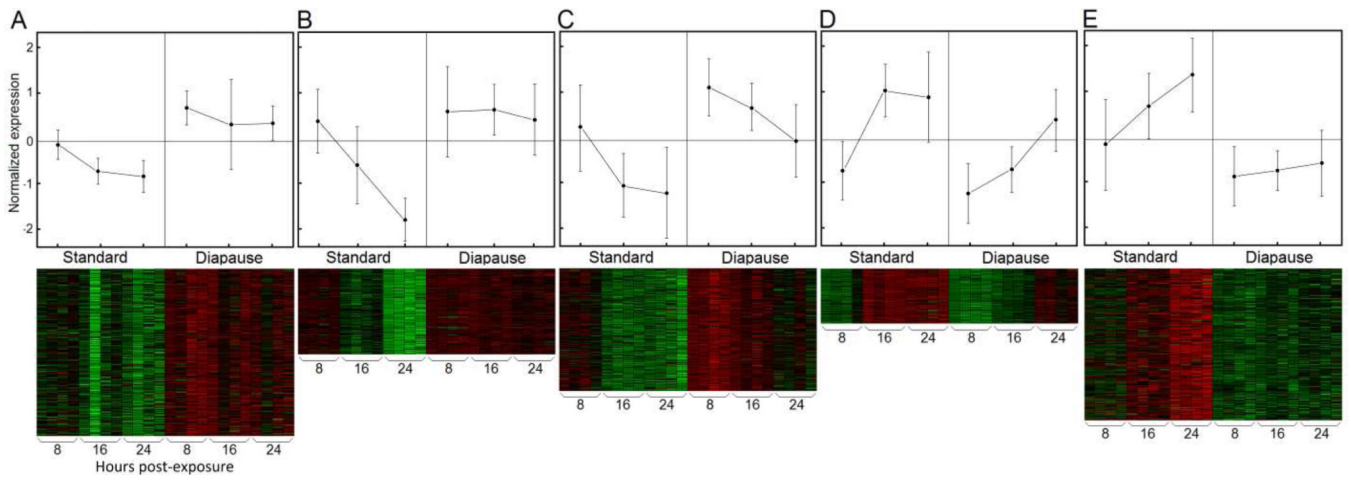 A B C D E
Normalized expression
2
1
0
-1
-2
Standard Diapause Standard Diapause Standard Diapause Standard Diapause Standard Diapause
8 16 24 8 16 24
8 16 24 8 16 24
8 16 24 8 16 24
8 16 24 8 16 24
8 16 24 8 16 24
Hours post-exposure